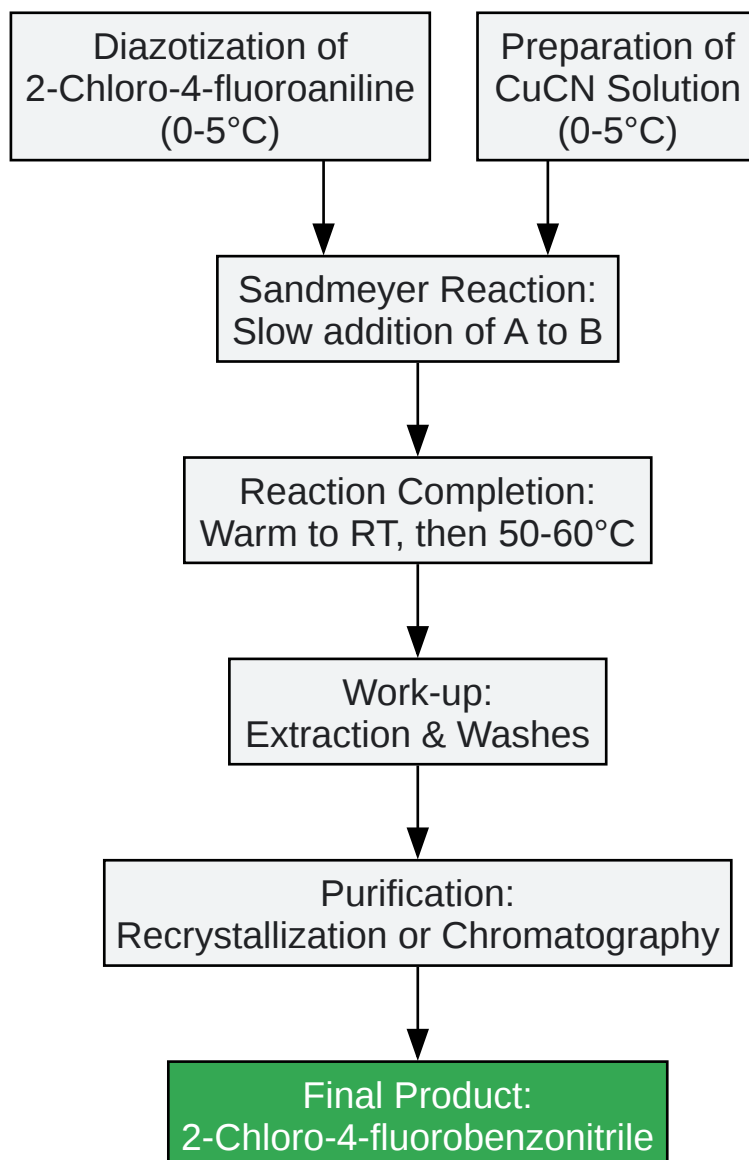 Diazotization of
2-Chloro-4-fluoroaniline
(0-5°C)
Preparation of
CuCN Solution
(0-5°C)
Sandmeyer Reaction:
Slow addition of A to B
Reaction Completion:
Warm to RT, then 50-60°C
Work-up:
Extraction & Washes
Purification:
Recrystallization or Chromatography
Final Product:
2-Chloro-4-fluorobenzonitrile